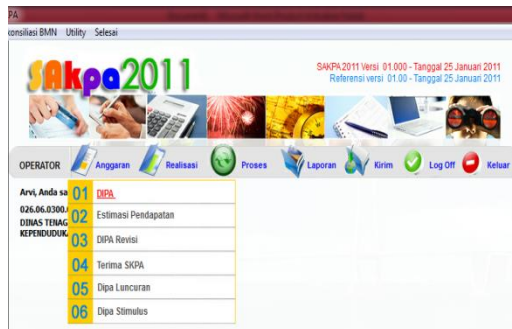 PA
konsiliasi BMN Utility Selesai
SAkpa2011
SAKPA 2011 Versi 01.000 - Tanggal 25 Januari 2011
Referensi versi 01.00 - Tanggal 25 Januari 2011
OPERATOR Anggaran Realisasi Proses Laporan Kirim Log Off Keluar
Arvi, Anda sa
026.06.0300.
DINAS TENAG
KEPENDUDUK
01 DIPA
02 Estimasi Pendapatan
03 DIPA Revisi
04 Terima SKPA
05 Dipa Luncuran
06 Dipa Stimulus